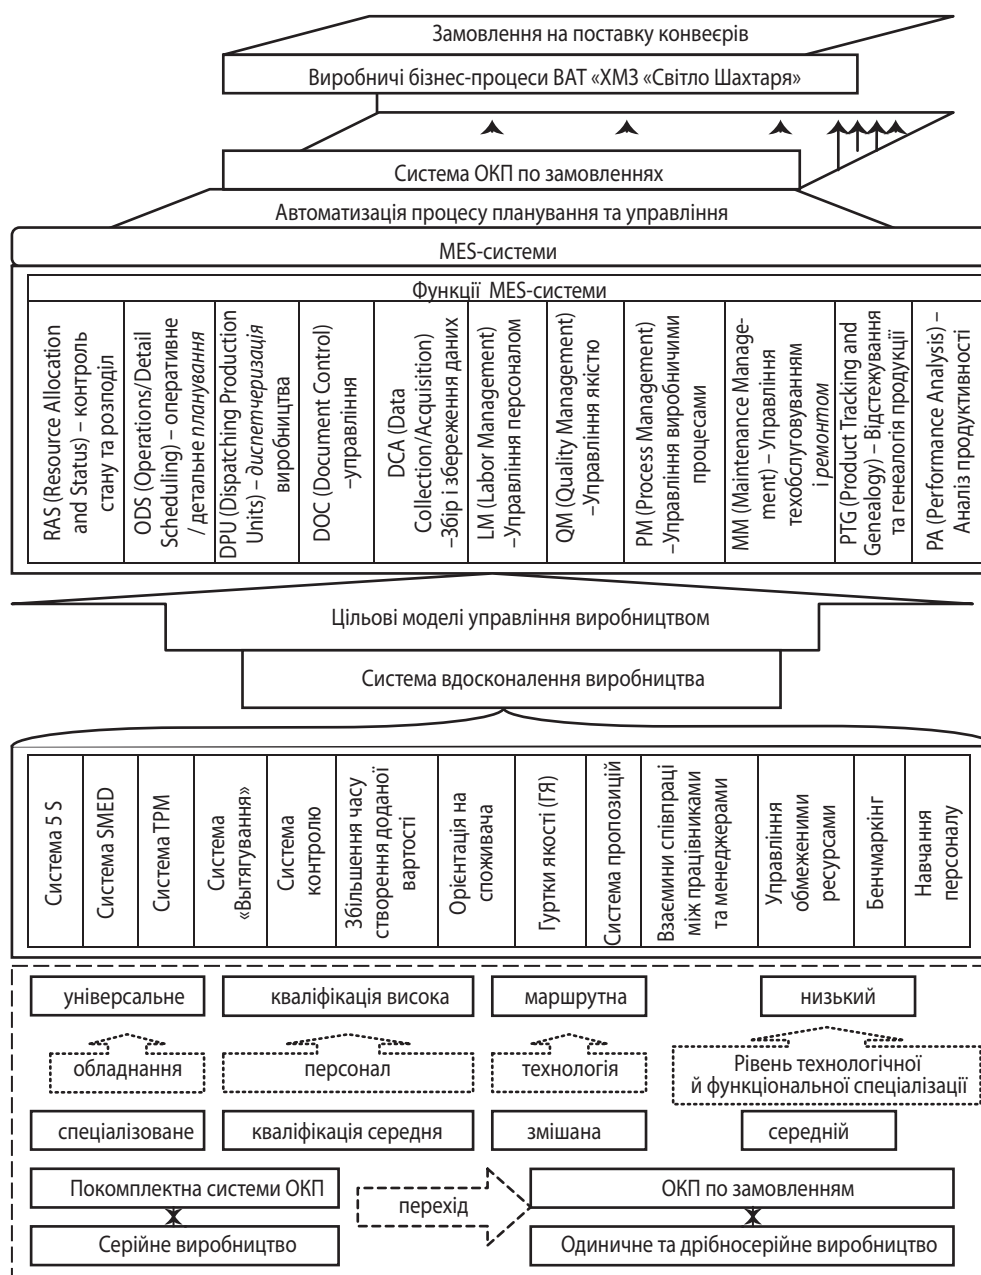 Замовлення на поставку конвеєрів
Виробничі бізнес-процеси ВАТ «ХМЗ «Світло Шахтаря»
Система ОКП по замовленнях
Автоматизація процесу планування та управління
MES-системи
Функції MES-системи
RAS (Resource Allocation
and Status) – контроль
стану та розподіл
ODS (Operations/Detail
Scheduling) – оперативне
/ детальне планування
DPU (Dispatching Production
Units) – диспетчеризація
виробництва
DOC (Document Control)
–управління
DCA (Data
Collection/Acquisition)
–Збір і збереження даних
LM (Labor Management)
–Управління персоналом
QM (Quality Management)
–Управління якістю
PM (Process Management)
–Управління виробничими
процесами
MM (Maintenance Manage-
ment) – Управління
техобслуговуванням
і ремонтом
PTG (Product Tracking and
Genealogy) – Відстежування
та генеалогія продукції
PA (Performance Analysis) –
Аналіз продуктивності
Цільові моделі управління виробництвом
Система вдосконалення виробництва
Система 5 S
Система SMED
Система TPM
Система
«Вытягування»
Система
контролю
Збільшення часу
створення доданої
вартості
Орієнтація на
споживача
Гуртки якості (ГЯ)
Система пропозицій
Взаємини співпраці
між працівниками
та менеджерами
Управління
обмеженими
ресурсами
Бенчмаркінг
Навчання
персоналу
універсальне
кваліфікація висока
маршрутна
низький
обладнання
персонал
технологія
Рівень технологічної
й функціональної спеціалізації
спеціалізоване
кваліфікація середня
змішана
середній
Покомплектна системи ОКП
перехід
ОКП по замовленням
Серійне виробництво
Одиничне та дрібносерійне виробництво